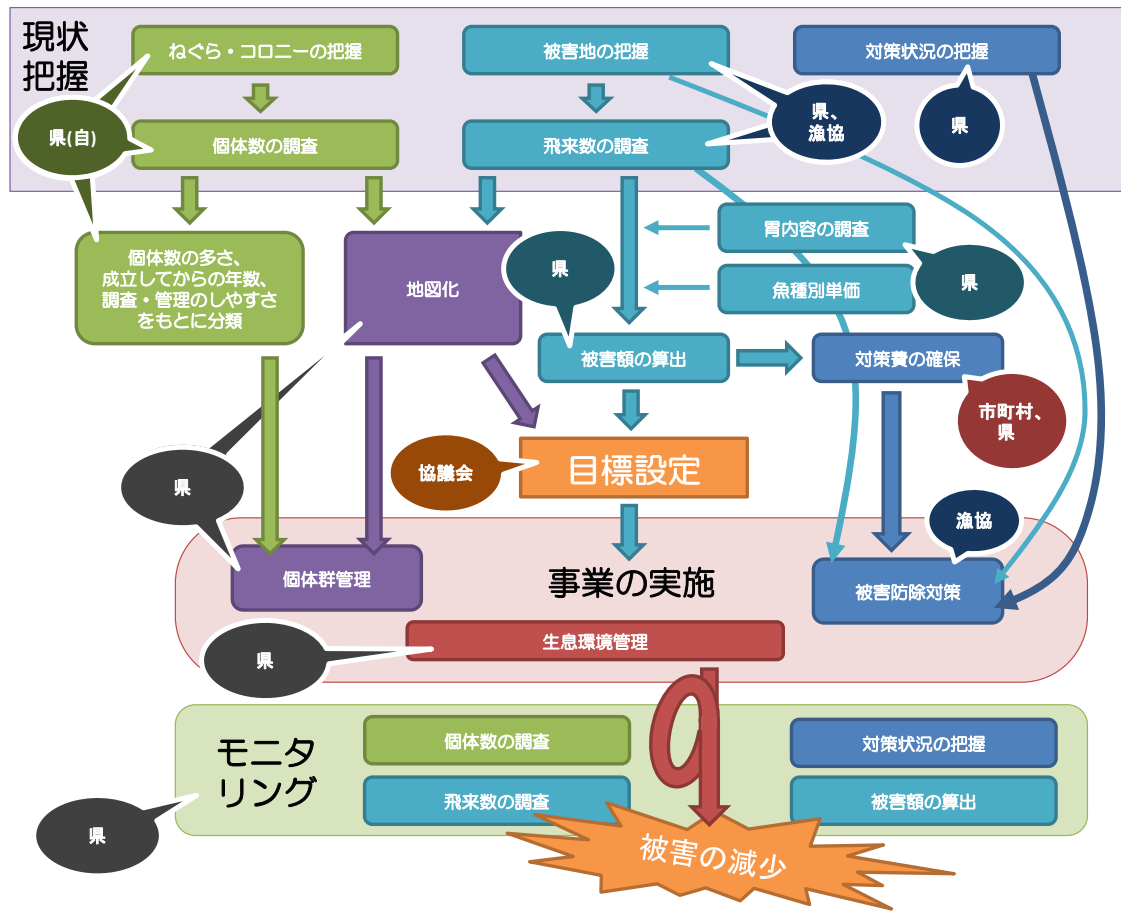 現状
把握
ねぐら・コロニーの把握
被害地の把握
対策状況の把握
県(自)
県、
漁協
県
個体数の調査
飛来数の調査
個体数の多さ、
成立してからの年数、
調査・管理のしやすさ
をもとに分類
地図化
県
胃内容の調査
県
魚種別単価
被害額の算出
対策費の確保
市町村、
県
協議会
目標設定
県
漁協
個体群管理
事業の実施
被害防除対策
県
生息環境管理
モニタ
リング
個体数の調査
対策状況の把握
飛来数の調査
被害額の算出
県
被害の減少